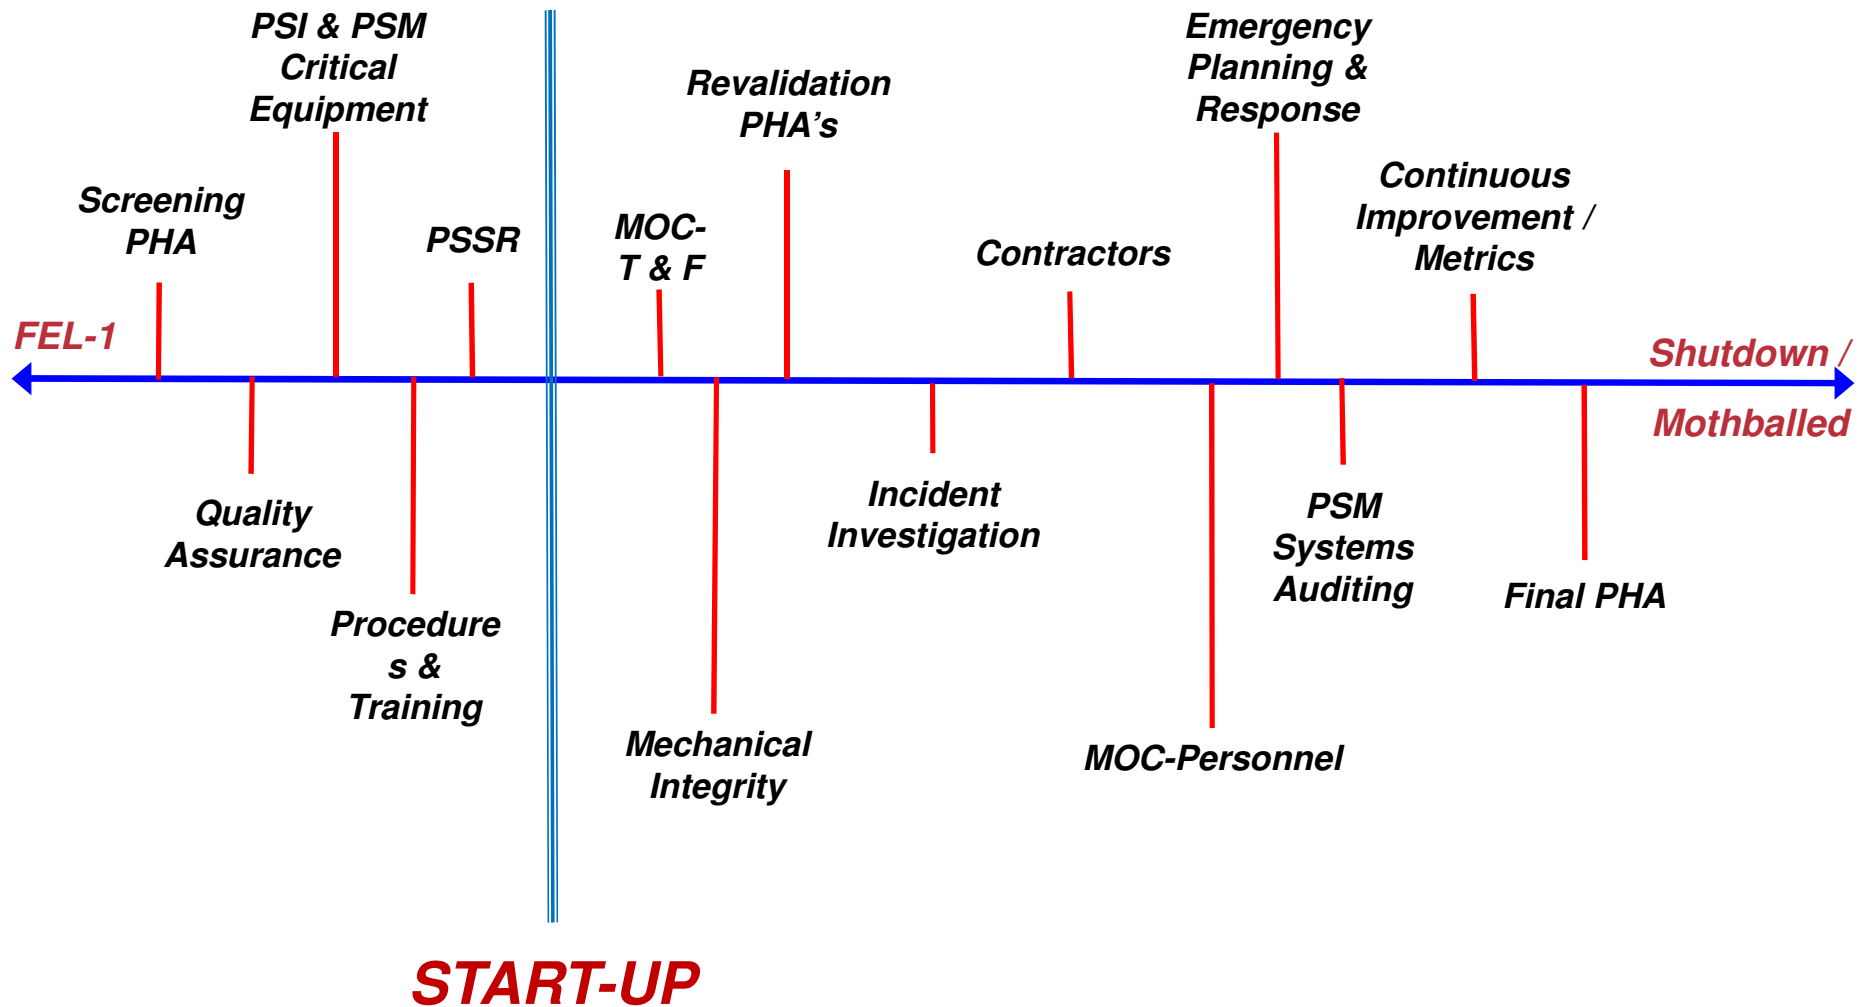 PSI & PSM
Critical
Equipment
Emergency
Planning &
Response
Revalidation
PHA’s
Continuous
Improvement /
Metrics
Screening
PHA
PSSR
MOC-
T & F
Contractors
FEL-1
Shutdown /
Mothballed
Quality
Assurance
Incident
Investigation
PSM
Systems
Auditing
Final PHA
Procedure
s &
Training
Mechanical
Integrity
MOC-Personnel
START-UP